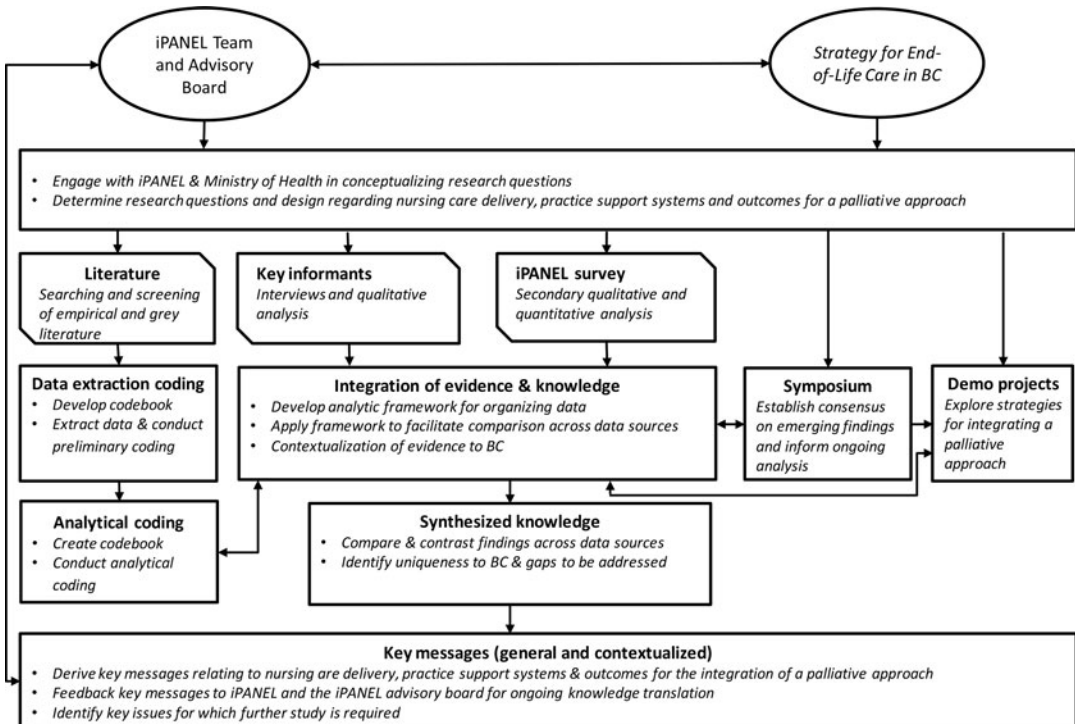 iPANEL Team
and Advisory
Board
Strategy for End-
of-Life Care in BC
• Engage with iPANEL & Ministry of Health in conceptualizing research questions
• Determine research questions and design regarding nursing care delivery, practice support systems and outcomes for a palliative approach
Literature
Searching and screening
of empirical and grey
literature
Key informants
Interviews and qualitative
analysis
iPANEL survey
Secondary qualitative and
quantitative analysis
Data extraction coding
• Develop codebook
• Extract data & conduct
preliminary coding
Integration of evidence & knowledge
• Develop analytic framework for organizing data
• Apply framework to facilitate comparison across data sources
• Contextualization of evidence to BC
Symposium
Establish consensus
on emerging findings
and inform ongoing
analysis
Demo projects
Explore strategies
for integrating a
palliative
approach
Analytical coding
• Create codebook
• Conduct analytical
coding
Synthesized knowledge
• Compare & contrast findings across data sources
• Identify uniqueness to BC & gaps to be addressed
Key messages (general and contextualized)
• Derive key messages relating to nursing are delivery, practice support systems & outcomes for the integration of a palliative approach
• Feedback key messages to iPANEL and the iPANEL advisory board for ongoing knowledge translation
• Identify key issues for which further study is required